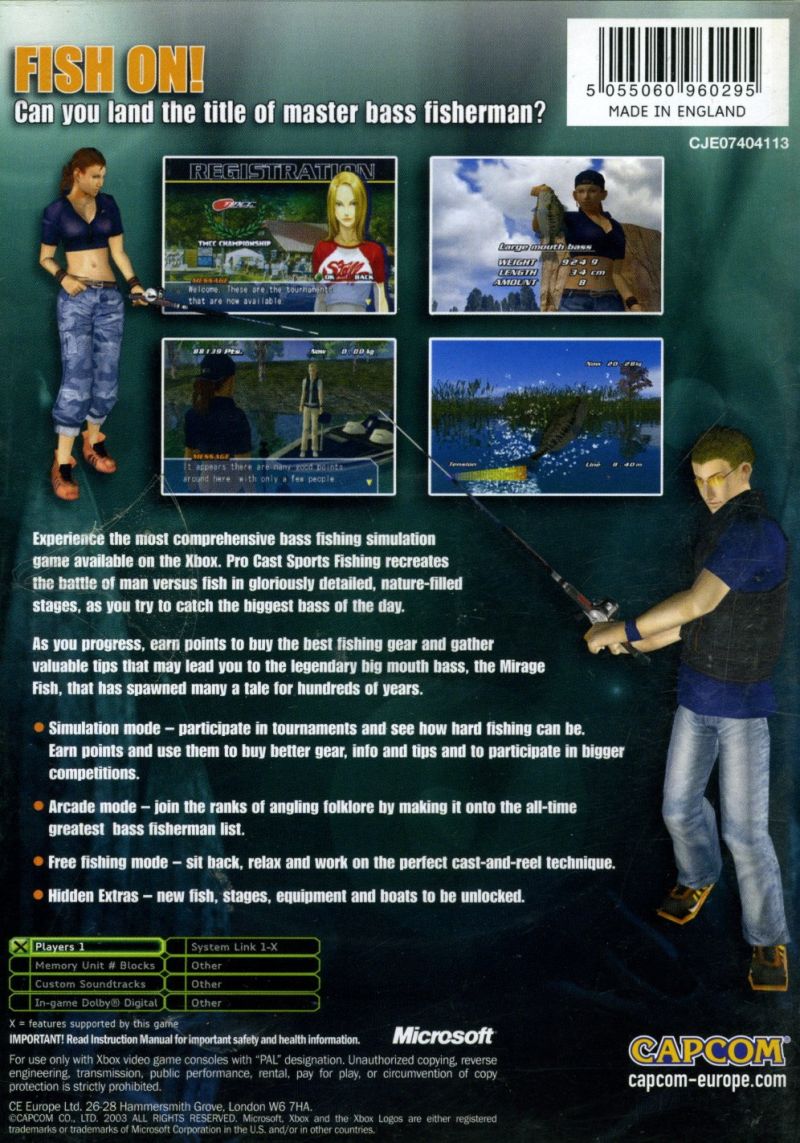 FISH ON!
Can you land the title of master bass fisherman?
5 055060 960295
MADE IN ENGLAND
CJE07404113
REGISTRATION
TMCC
TMCC CHAMPIONSHIP
OK BACK
MESSAGE
Welcome. These are the tournaments
that are now available.
Large mouth bass
WEIGHT 924 g
LENGTH 34 cm
AMOUNT 8
88139 Pts. Now 0.00 kg
MESSAGE
It appears there are many good points
around here with only a few people.
Now 20.28kg
Tension
Line 8.40m
Experience the most comprehensive bass fishing simulation
game available on the Xbox. Pro Cast Sports Fishing recreates
the battle of man versus fish in gloriously detailed, nature-filled
stages, as you try to catch the biggest bass of the day.
As you progress, earn points to buy the best fishing gear and gather
valuable tips that may lead you to the legendary big mouth bass, the Mirage
Fish, that has spawned many a tale for hundreds of years.
• Simulation mode – participate in tournaments and see how hard fishing can be.
Earn points and use them to buy better gear, info and tips and to participate in bigger
competitions.
• Arcade mode – join the ranks of angling folklore by making it onto the all-time
greatest bass fisherman list.
• Free fishing mode – sit back, relax and work on the perfect cast-and-reel technique.
• Hidden Extras – new fish, stages, equipment and boats to be unlocked.
X Players 1 System Link 1-X
Memory Unit # Blocks Other
Custom Soundtracks Other
In-game Dolby® Digital Other
X = features supported by this game
IMPORTANT! Read Instruction Manual for important safety and health information.
Microsoft
For use only with Xbox video game consoles with "PAL" designation. Unauthorized copying, reverse
engineering, transmission, public performance, rental, pay for play, or circumvention of copy
protection is strictly prohibited.
CAPCOM
capcom-europe.com
CE Europe Ltd. 26-28 Hammersmith Grove, London W6 7HA.
©CAPCOM CO., LTD. 2003 ALL RIGHTS RESERVED. Microsoft, Xbox and the Xbox Logos are either registered
trademarks or trademarks of Microsoft Corporation in the U.S. and/or in other countries.